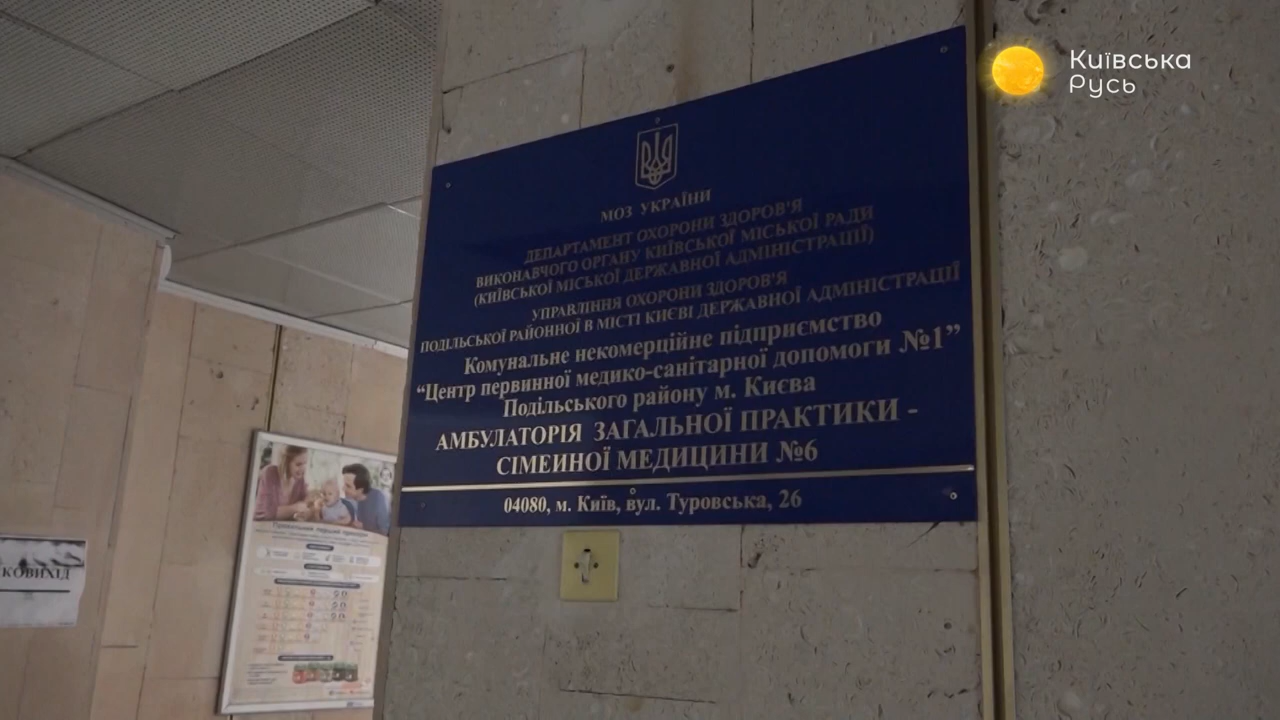 Київська
Русь
МОЗ УКРАЇНИ
ДЕПАРТАМЕНТ ОХОРОНИ ЗДОРОВ'Я
ВИКОНАВЧОГО ОРГАНУ КИЇВСЬКОЇ МІСЬКОЇ РАДИ
(КИЇВСЬКОЇ МІСЬКОЇ ДЕРЖАВНОЇ АДМІНІСТРАЦІЇ)
УПРАВЛІННЯ ОХОРОНИ ЗДОРОВ'Я
ПОДІЛЬСЬКОЇ РАЙОННОЇ В МІСТІ КИЄВІ ДЕРЖАВНОЇ АДМІНІСТРАЦІЇ
Комунальне некомерційне підприємство
“Центр первинної медико-санітарної допомоги №1”
Подільського району м. Києва
АМБУЛАТОРІЯ ЗАГАЛЬНОЇ ПРАКТИКИ -
СІМЕИНОЇ МЕДИЦИНИ №6
04080, м. Київ, вул. Туровська, 26
КОВИХІД